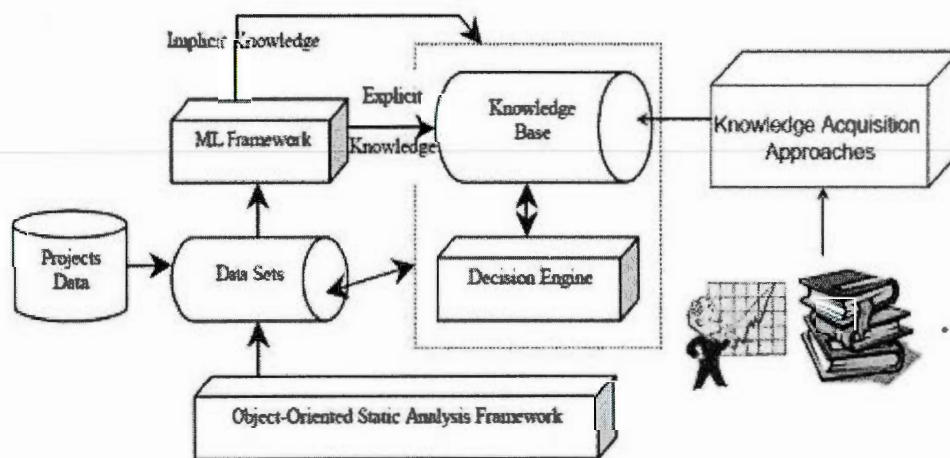 Implicit Knowledge
Explicit
Knowledge
Knowledge
Base
Knowledge Acquisition
Approaches
ML Framework
Projects
Data
Data Sets
Decision Engine
Object-Oriented Static Analysis Framework